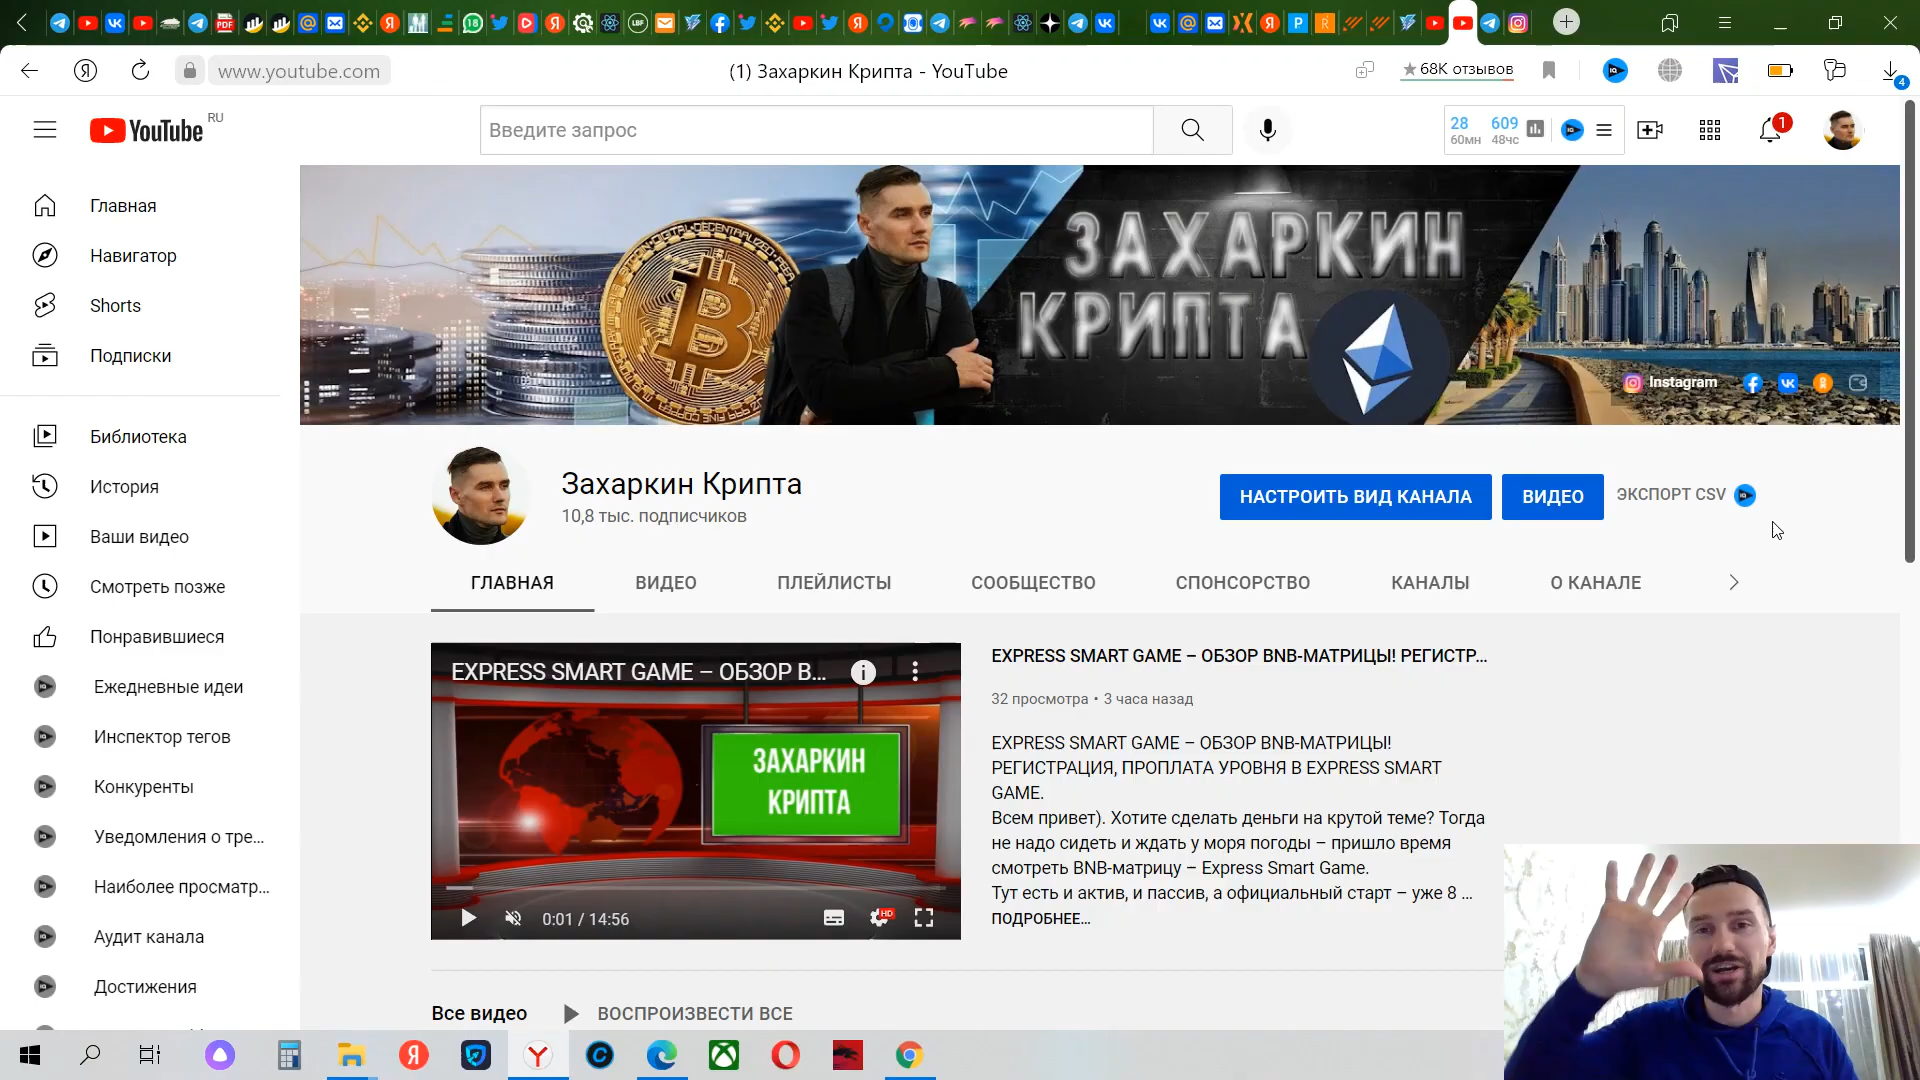 www.youtube.com
(1) Захаркин Крипта - YouTube
★68K отзывов
4
YouTube RU
Введите запрос
28 609
60мн 48чс
1
Главная
Навигатор
Shorts
Подписки
Библиотека
История
Ваши видео
Смотреть позже
Понравившиеся
Ежедневные идеи
Инспектор тегов
Конкуренты
Уведомления о тре...
Наиболее просматр...
Аудит канала
Достижения
ЗАХАРКИН
КРИПТА
Instagram
Захаркин Крипта
10,8 тыс. подписчиков
НАСТРОИТЬ ВИД КАНАЛА
ВИДЕО
ЭКСПОРТ CSV
ГЛАВНАЯ
ВИДЕО
ПЛЕЙЛИСТЫ
СООБЩЕСТВО
СПОНСОРСТВО
КАНАЛЫ
О КАНАЛЕ
EXPRESS SMART GAME – ОБЗОР В...
ЗАХАРКИН
КРИПТА
0:01 / 14:56
HD
EXPRESS SMART GAME – ОБЗОР BNB-МАТРИЦЫ! РЕГИСТР...
32 просмотра • 3 часа назад
EXPRESS SMART GAME – ОБЗОР BNB-МАТРИЦЫ!
РЕГИСТРАЦИЯ, ПРОПЛАТА УРОВНЯ В EXPRESS SMART
GAME.
Всем привет). Хотите сделать деньги на крутой теме? Тогда
не надо сидеть и ждать у моря погоды – пришло время
смотреть BNB-матрицу – Express Smart Game.
Тут есть и актив, и пассив, а официальный старт – уже 8 ...
ПОДРОБНЕЕ...
Все видео
ВОСПРОИЗВЕСТИ ВСЕ